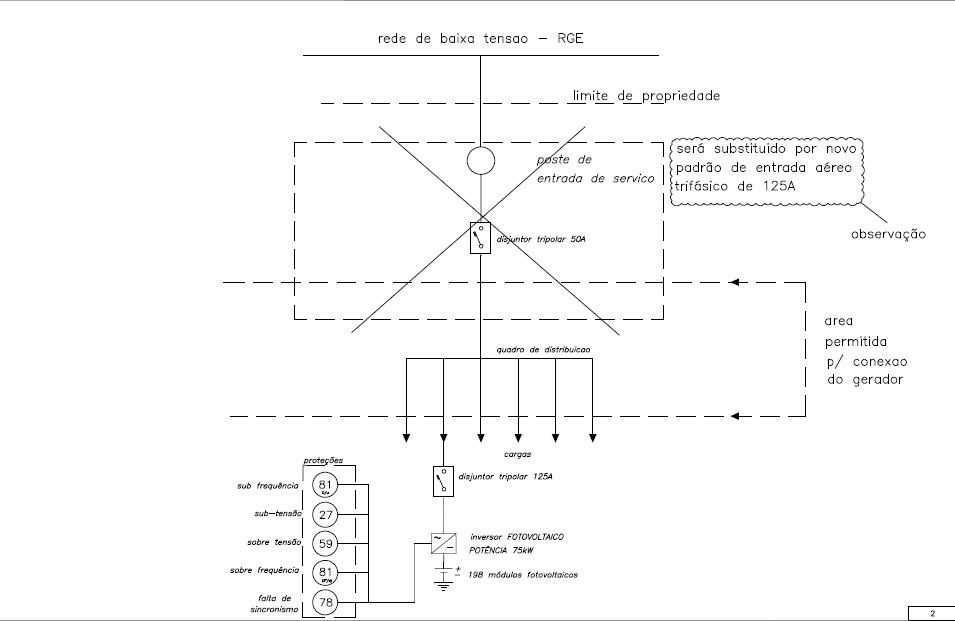 rede de baixa tensao – RGE
limite de propriedade
poste de
entrada de servico
será substituido por novo
padrão de entrada aéreo
trifásico de 125A
observação
disjuntor tripolar 50A
area
permitida
p/ conexao
do gerador
quadro de distribuicao
cargas
proteções
disjuntor tripolar 125A
sub frequência
81
sub-tensão
27
sobre tensão
59
inversor FOTOVOLTAICO
POTÊNCIA 75kW
sobre frequência
81
+
–
198 módulos fotovoltaicos
falta de
sincronismo
78
2